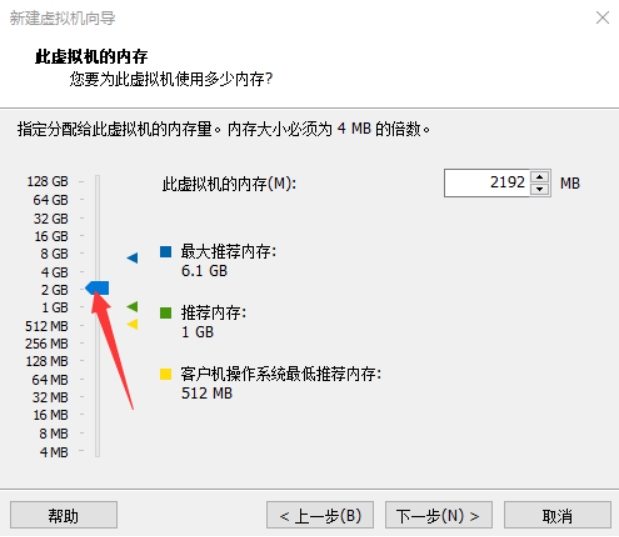 新建虚拟机向导
此虚拟机的内存
您要为此虚拟机使用多少内存?
指定分配给此虚拟机的内存量。内存大小必须为 4 MB 的倍数。
128 GB
64 GB
32 GB
16 GB
8 GB
4 GB
2 GB
1 GB
512 MB
256 MB
128 MB
64 MB
32 MB
16 MB
8 MB
4 MB
此虚拟机的内存(M):
2192 MB
最大推荐内存:
6.1 GB
推荐内存:
1 GB
客户机操作系统最低推荐内存:
512 MB
帮助
< 上一步(B)
下一步(N) >
取消